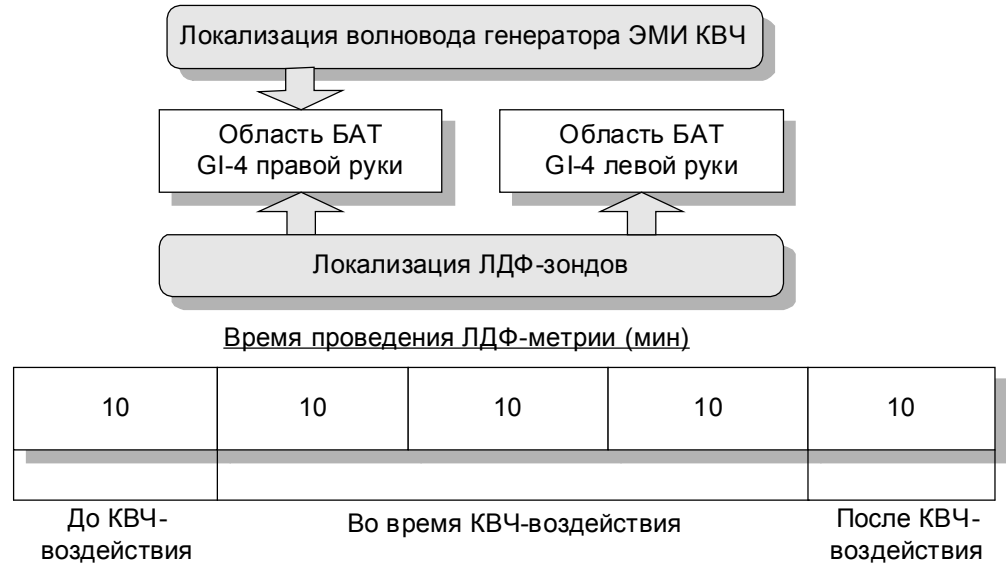 Локализация волновода генератора ЭМИ КВЧ
Область БАТ
GI-4 правой руки
Область БАТ
GI-4 левой руки
Локализация ЛДФ-зондов
Время проведения ЛДФ-метрии (мин)
10 10 10 10 10
До КВЧ-
воздействия
Во время КВЧ-воздействия
После КВЧ-
воздействия